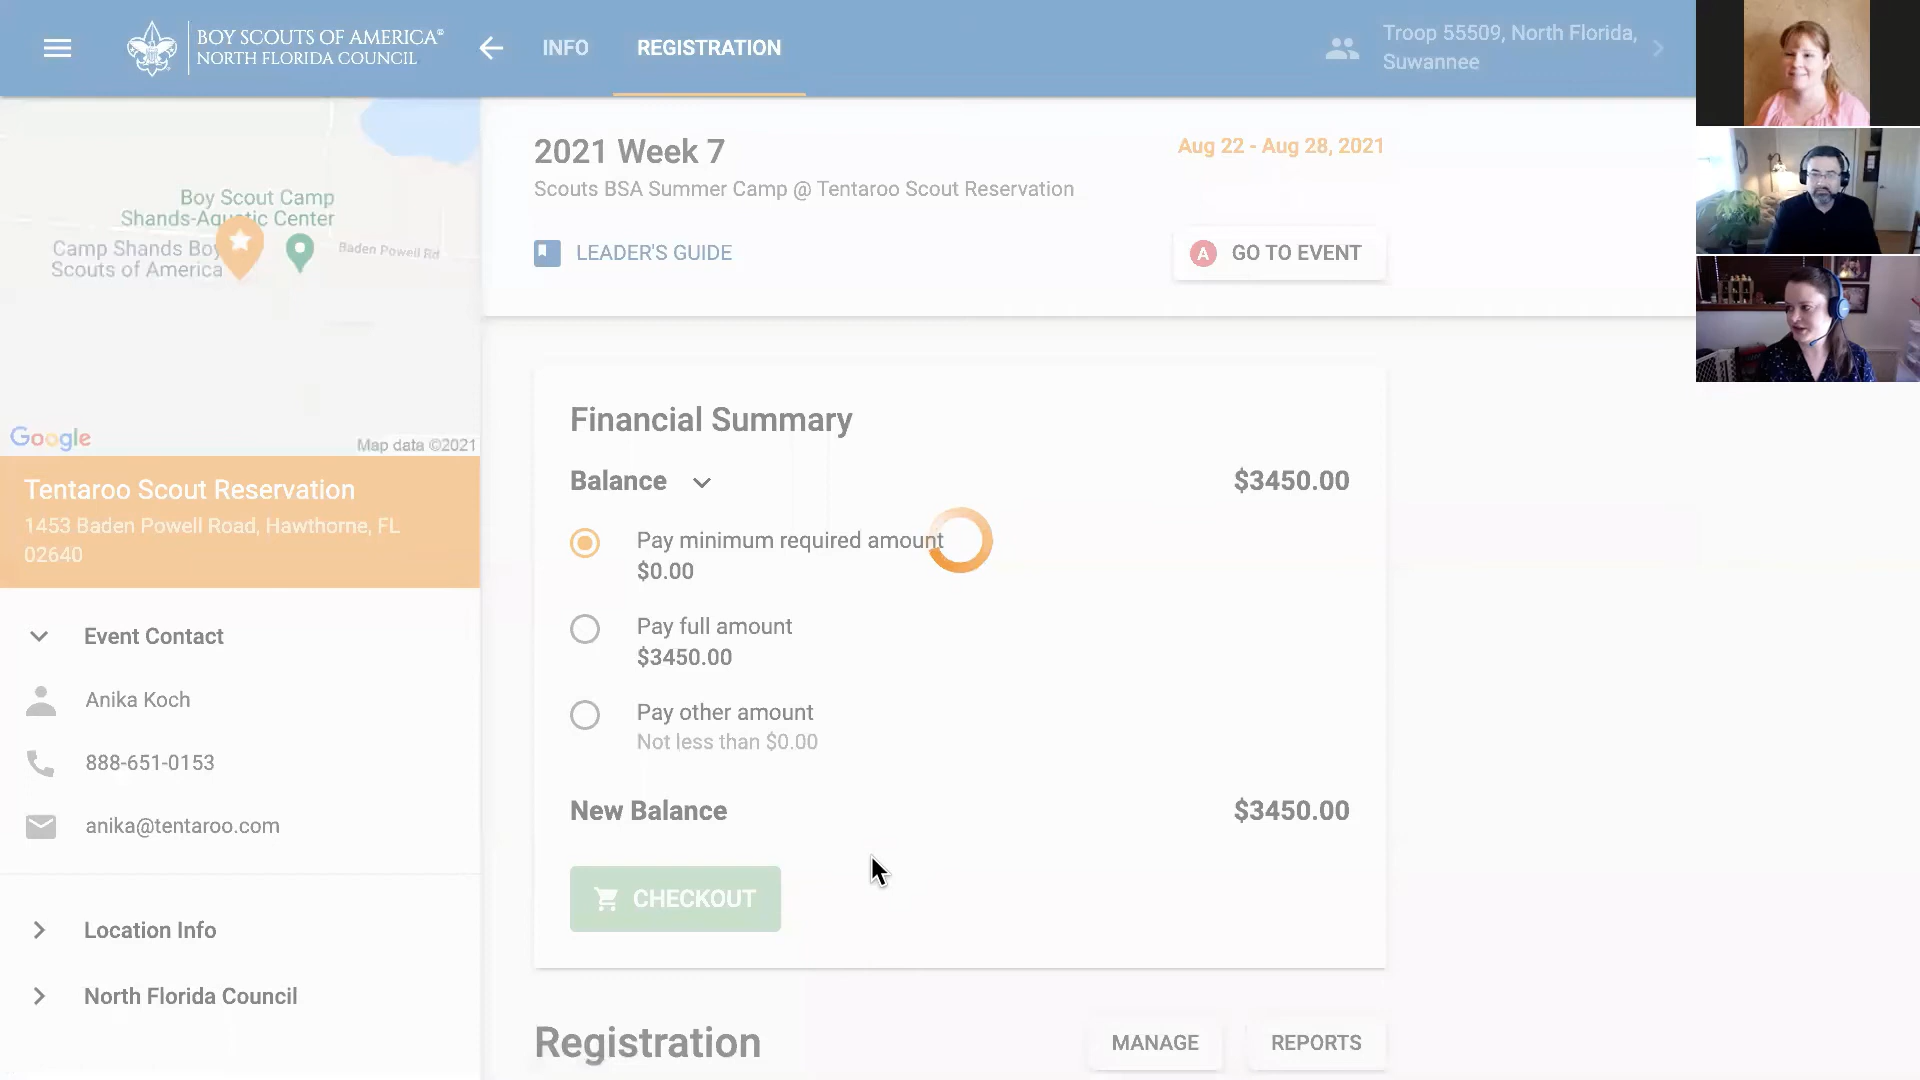 BOY SCOUTS OF AMERICA®
NORTH FLORIDA COUNCIL
INFO
REGISTRATION
Troop 55509, North Florida,
Suwannee
Boy Scout Camp
Shands-Aquatic Center
Camp Shands Boy
Scouts of America
Baden Powell Rd
Google
Map data ©2021
Tentaroo Scout Reservation
1453 Baden Powell Road, Hawthorne, FL
02640
Event Contact
Anika Koch
888-651-0153
anika@tentaroo.com
Location Info
North Florida Council
2021 Week 7
Aug 22 - Aug 28, 2021
Scouts BSA Summer Camp @ Tentaroo Scout Reservation
LEADER'S GUIDE
A GO TO EVENT
Financial Summary
Balance $3450.00
Pay minimum required amount
$0.00
Pay full amount
$3450.00
Pay other amount
Not less than $0.00
New Balance $3450.00
CHECKOUT
Registration
MANAGE
REPORTS